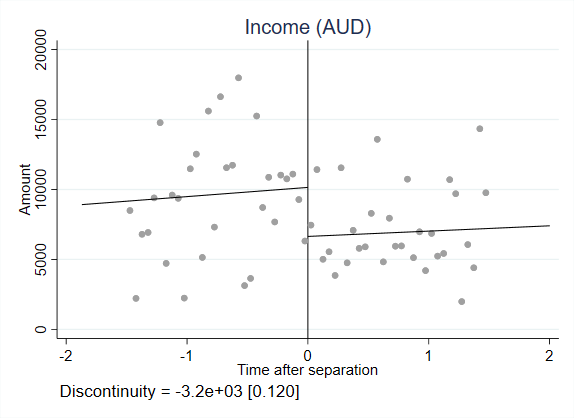 Income (AUD)
20000
15000
10000
5000
0
Amount
-2
-1
0
1
2
Time after separation
Discontinuity = -3.2e+03 [0.120]